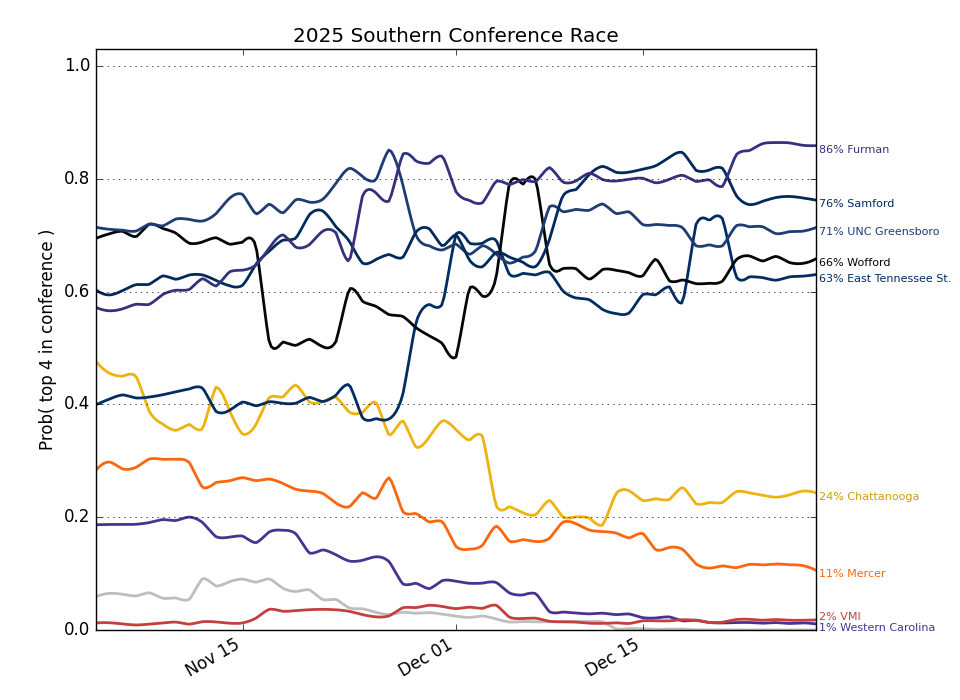 2025 Southern Conference Race
Prob( top 4 in conference )
1.0
0.8
0.6
0.4
0.2
0.0
Nov 15
Dec 01
Dec 15
86% Furman
76% Samford
71% UNC Greensboro
66% Wofford
63% East Tennessee St.
24% Chattanooga
11% Mercer
2% VMI
1% Western Carolina